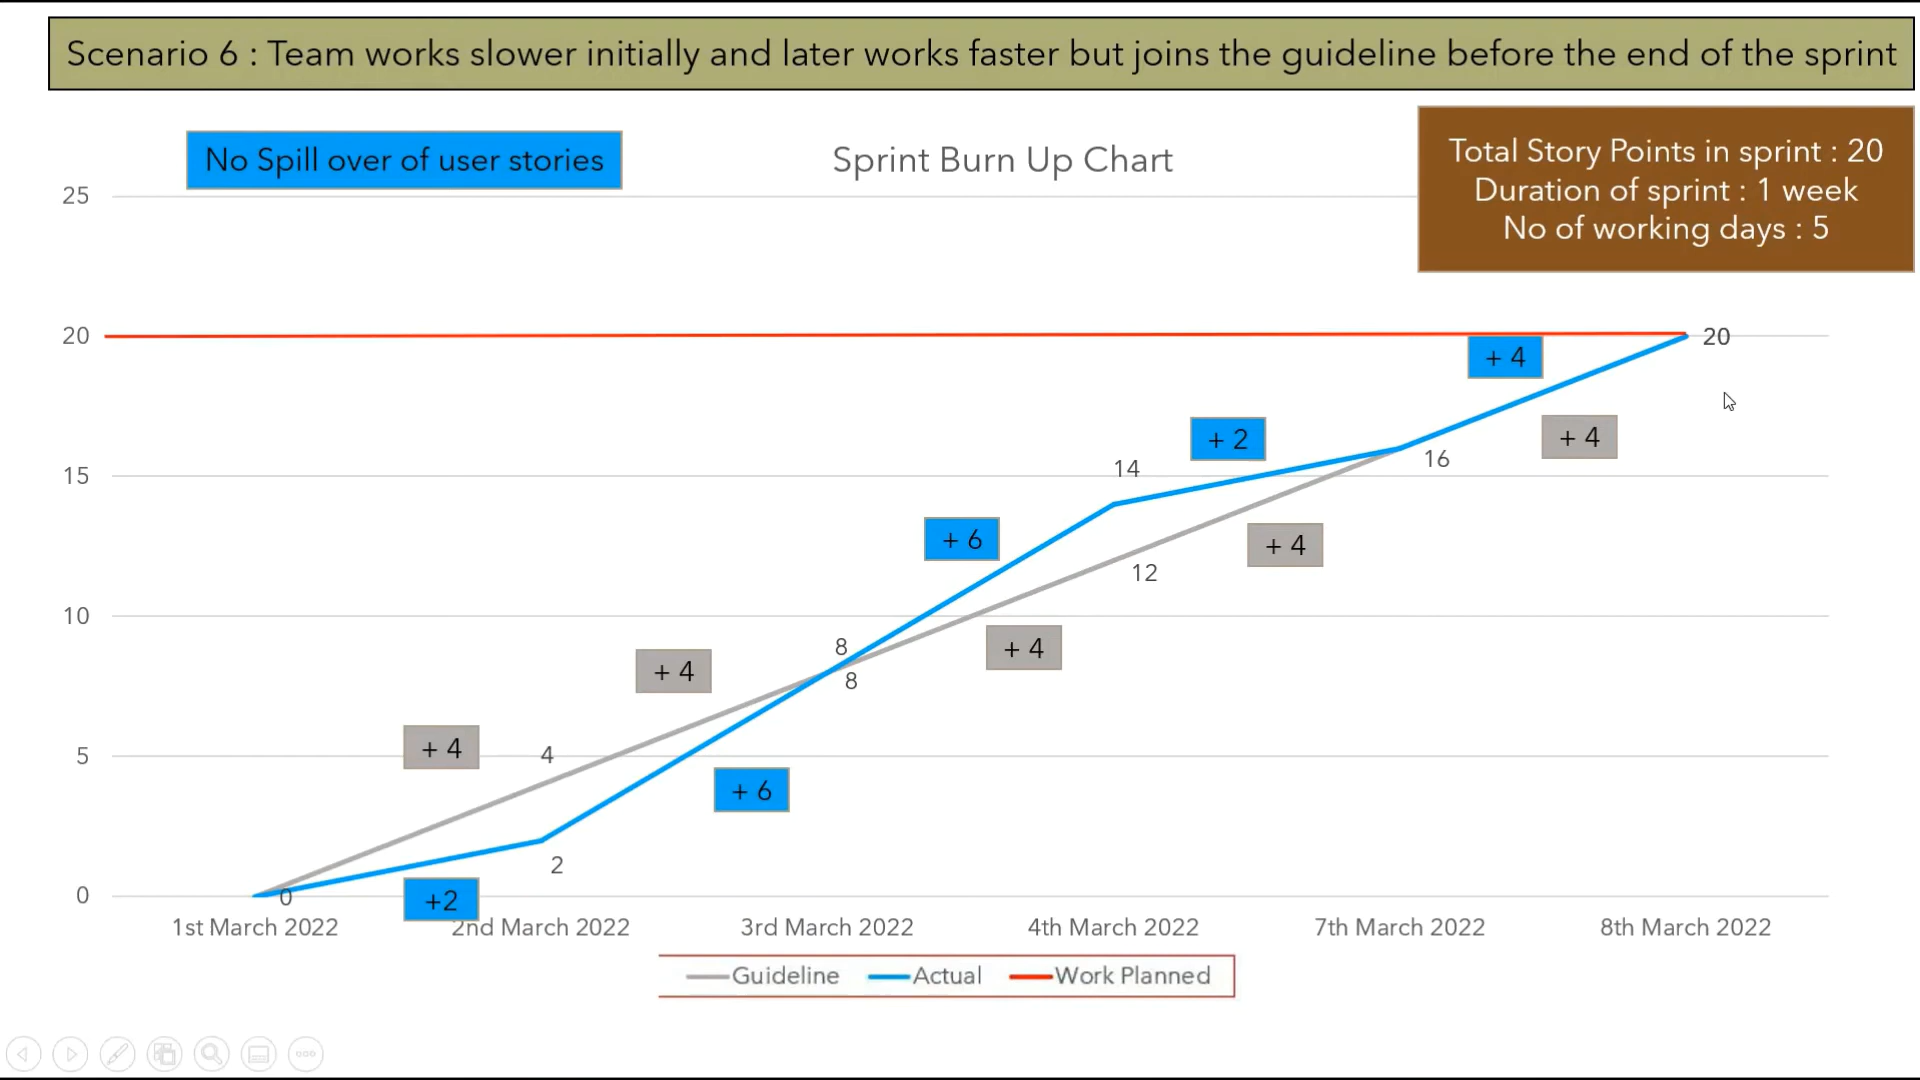 Scenario 6 : Team works slower initially and later works faster but joins the guideline before the end of the sprint
No Spill over of user stories
Sprint Burn Up Chart
Total Story Points in sprint : 20
Duration of sprint : 1 week
No of working days : 5
25
20
20
+ 4
+ 4
+ 2
15
14
16
+ 6
+ 4
12
10
8
+ 4
+ 4
8
+ 4
4
5
+ 6
2
0
0
+2
1st March 2022
2nd March 2022
3rd March 2022
4th March 2022
7th March 2022
8th March 2022
Guideline
Actual
Work Planned